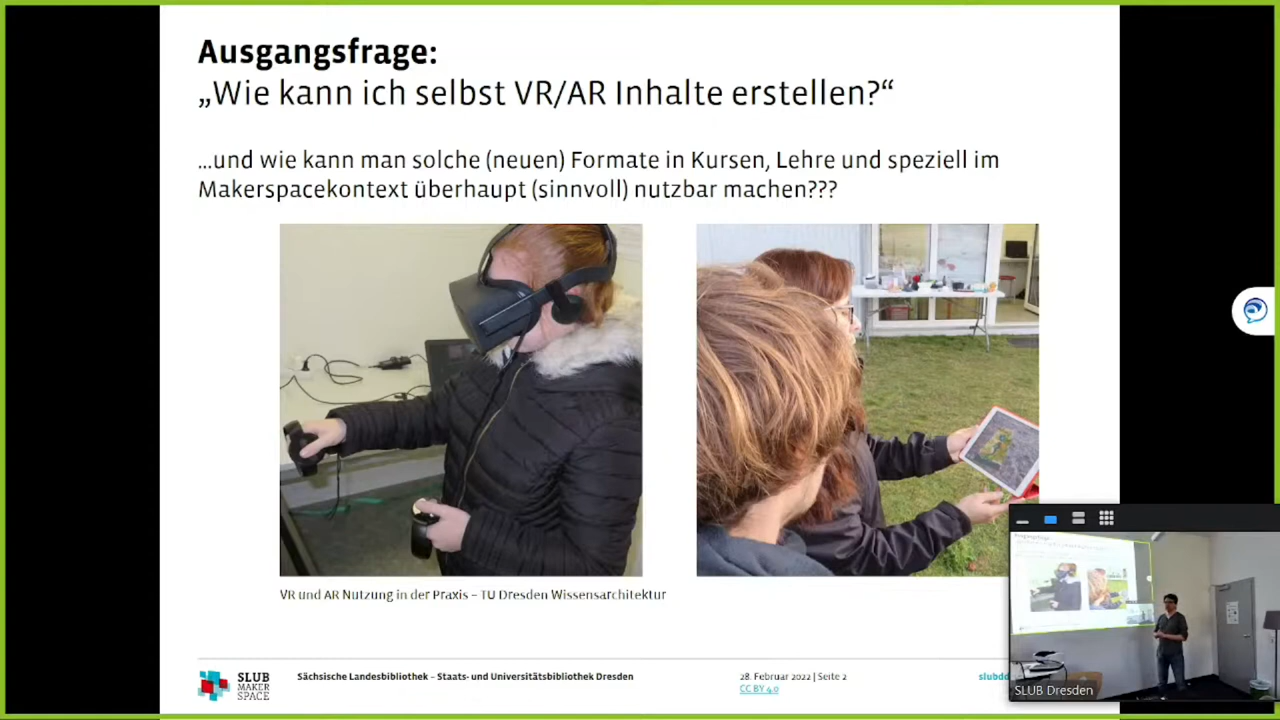 Ausgangsfrage:
„Wie kann ich selbst VR/AR Inhalte erstellen?“
...und wie kann man solche (neuen) Formate in Kursen, Lehre und speziell im
Makerspacekontext überhaupt (sinnvoll) nutzbar machen???
VR und AR Nutzung in der Praxis – TU Dresden Wissensarchitektur
SLUB
MAKER
SPACE
Sächsische Landesbibliothek – Staats- und Universitätsbibliothek Dresden
28. Februar 2022 | Seite 2
CC BY 4.0
SLUB Dresden